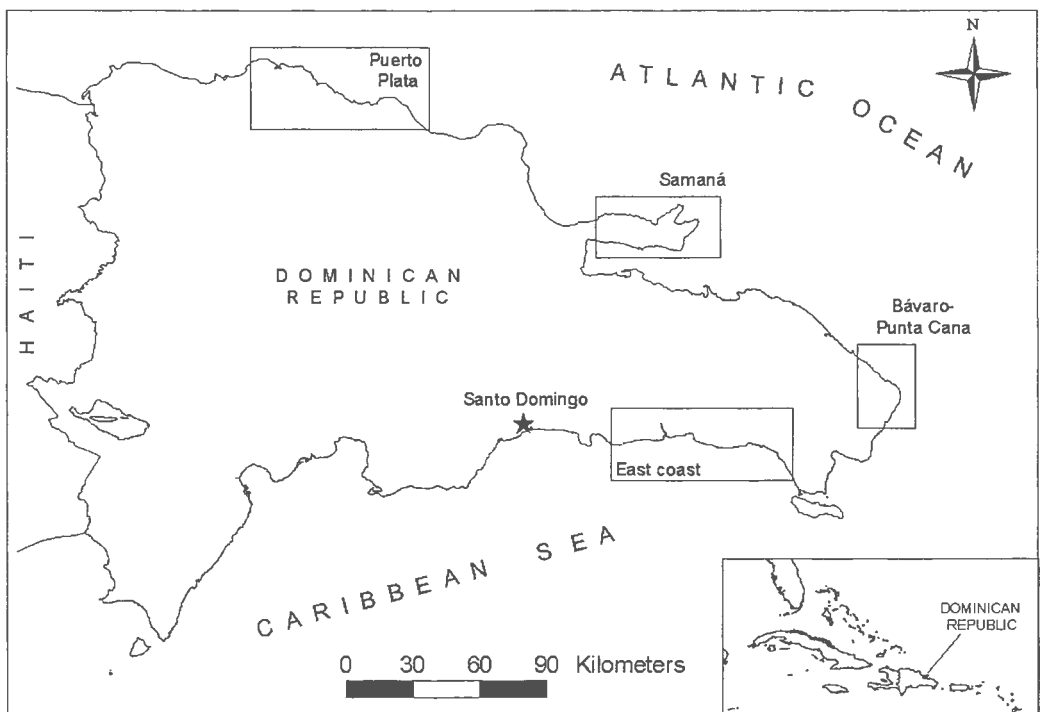 Puerto
Plata
ATLANTIC OCEAN
N
Samaná
HAITI
DOMINICAN
REPUBLIC
Bávaro-
Punta Cana
Santo Domingo
East coast
CARIBBEAN SEA
0 30 60 90 Kilometers
DOMINICAN
REPUBLIC